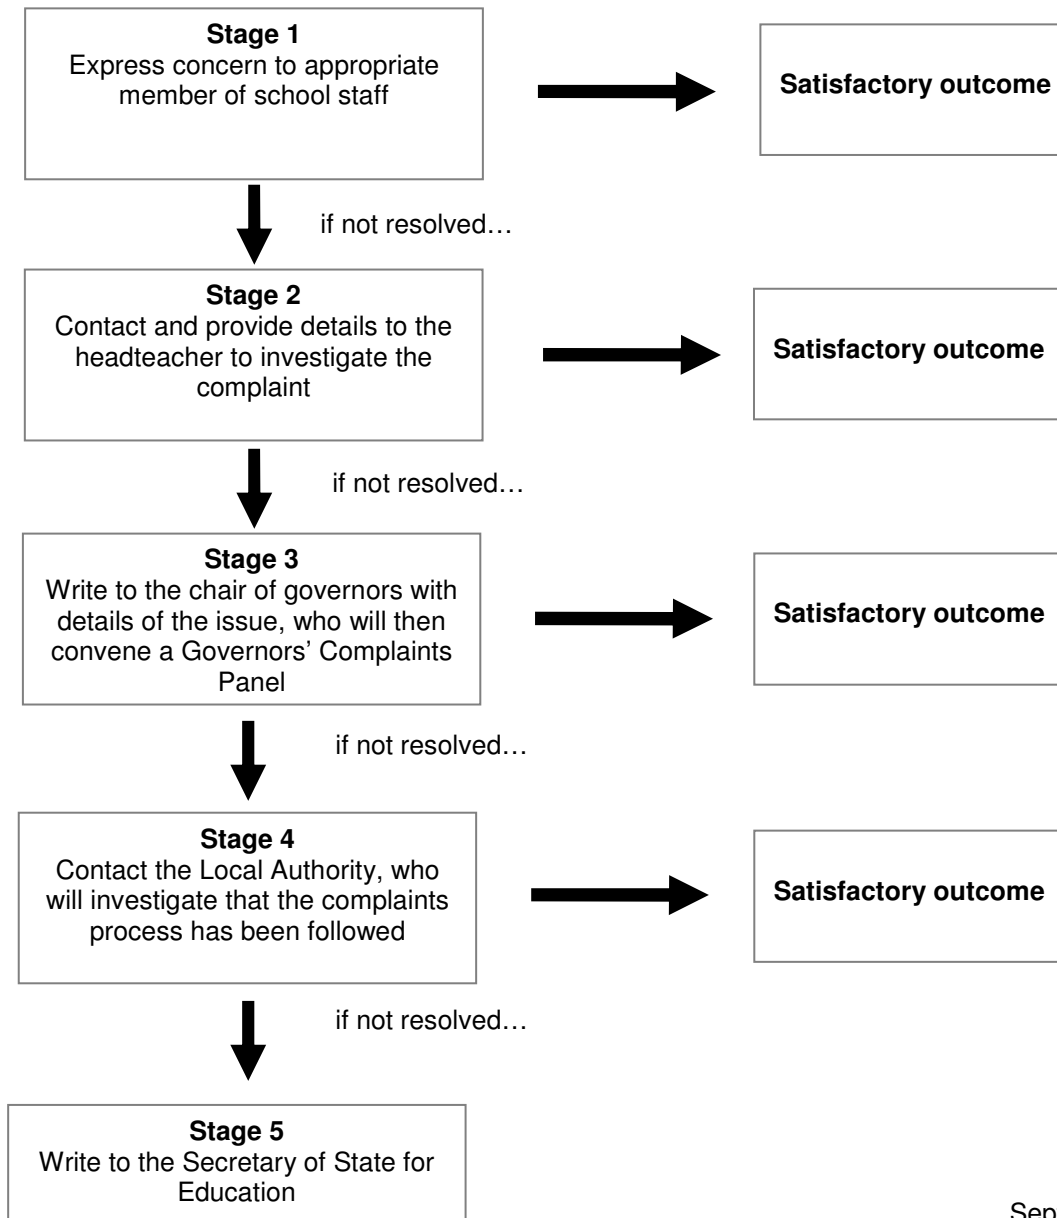 Stage 1
Express concern to appropriate
member of school staff
Satisfactory outcome
if not resolved…
Stage 2
Contact and provide details to the
headteacher to investigate the
complaint
Satisfactory outcome
if not resolved…
Stage 3
Write to the chair of governors with
details of the issue, who will then
convene a Governors’ Complaints
Panel
Satisfactory outcome
if not resolved…
Stage 4
Contact the Local Authority, who
will investigate that the complaints
process has been followed
Satisfactory outcome
if not resolved…
Stage 5
Write to the Secretary of State for
Education
Sep